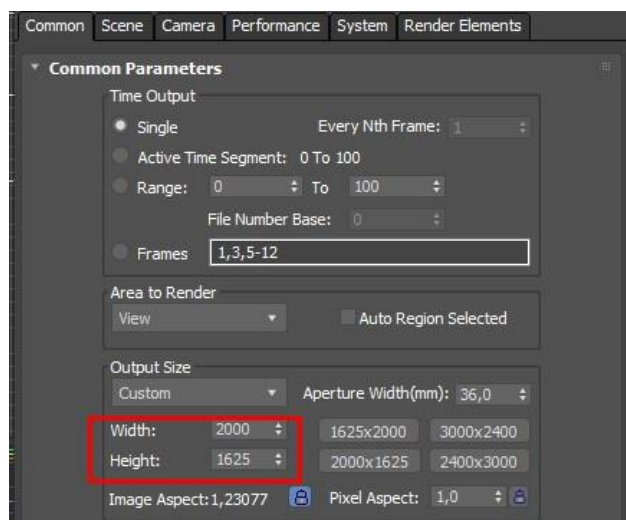 Common Scene Camera Performance System Render Elements
Common Parameters
Time Output
Single Every Nth Frame: 1
Active Time Segment: 0 To 100
Range: 0 To 100
File Number Base: 0
Frames 1,3,5-12
Area to Render
View Auto Region Selected
Output Size
Custom Aperture Width(mm): 36,0
Width: 2000 1625x2000 3000x2400
Height: 1625 2000x1625 2400x3000
Image Aspect:1,23077 Pixel Aspect: 1,0